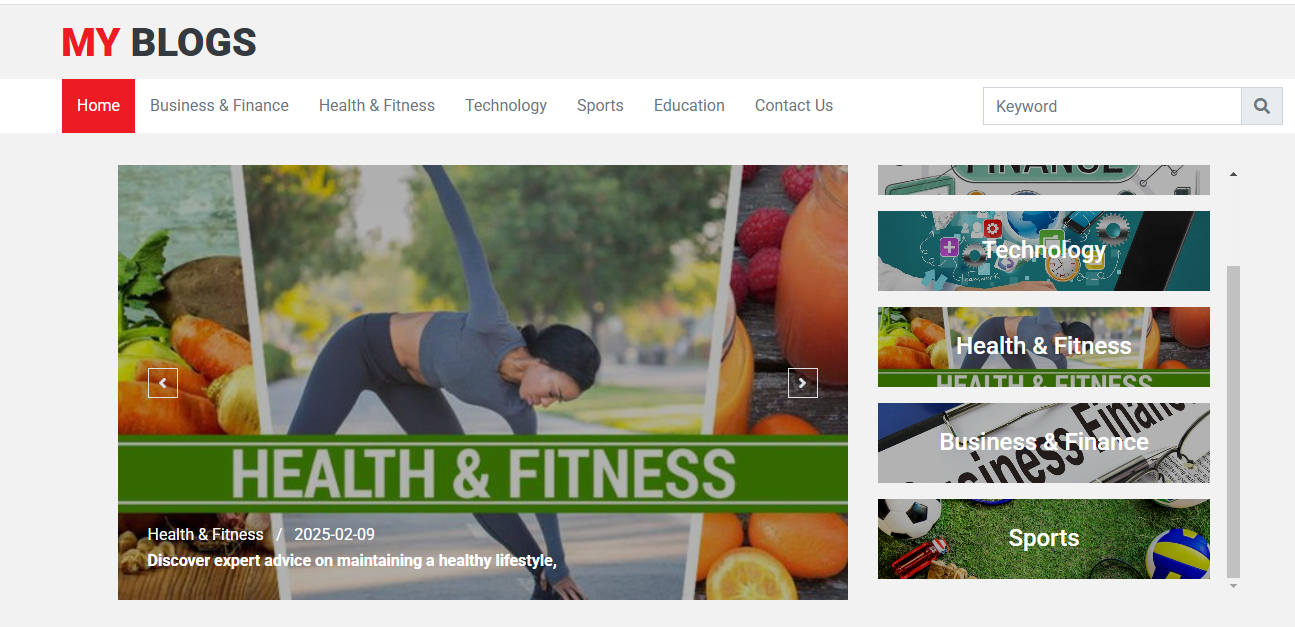 MY BLOGS
Home Business & Finance Health & Fitness Technology Sports Education Contact Us Keyword
HEALTH & FITNESS
Health & Fitness / 2025-02-09
Discover expert advice on maintaining a healthy lifestyle,
FINANCE
Technology
teamwork
Health & Fitness
HEALTH & FITNESS
Business Finance
Business & Finance
Sports